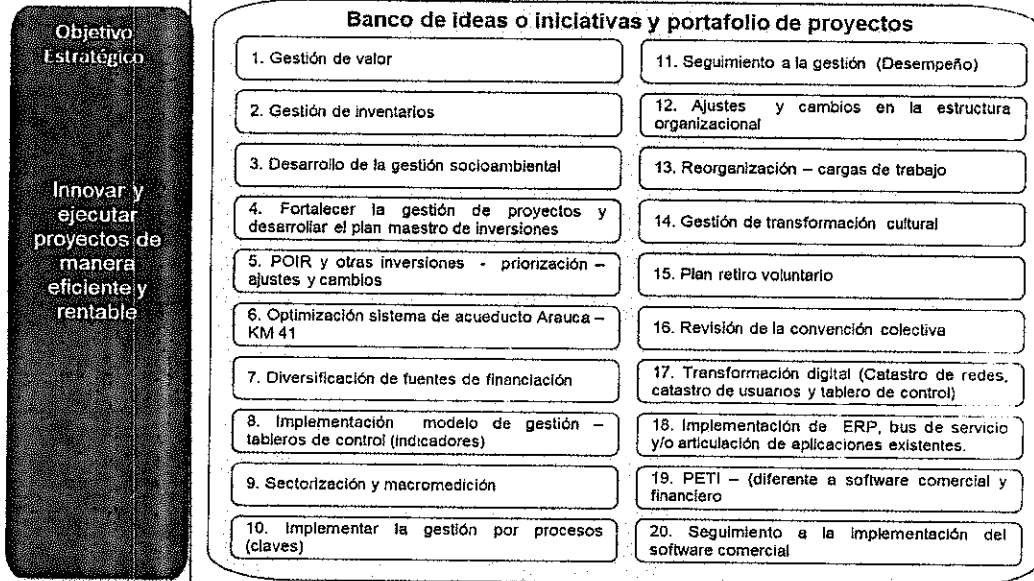 Objetivo
Estratégico
Innovar y
ejecutar
proyectos de
manera
eficiente y
rentable
Banco de ideas o iniciativas y portafolio de proyectos
1. Gestión de valor
2. Gestión de inventarios
3. Desarrollo de la gestión socioambiental
4. Fortalecer la gestión de proyectos y
desarrollar el plan maestro de inversiones
5. POIR y otras inversiones - priorización –
ajustes y cambios
6. Optimización sistema de acueducto Arauca –
KM 41
7. Diversificación de fuentes de financiación
8. Implementación modelo de gestión –
tableros de control (indicadores)
9. Sectorización y macromedición
10. Implementar la gestión por procesos
(claves)
11. Seguimiento a la gestión (Desempeño)
12. Ajustes y cambios en la estructura
organizacional
13. Reorganización – cargas de trabajo
14. Gestión de transformación cultural
15. Plan retiro voluntario
16. Revisión de la convención colectiva
17. Transformación digital (Catastro de redes,
catastro de usuarios y tablero de control)
18. Implementación de ERP, bus de servicio
y/o articulación de aplicaciones existentes.
19. PETI – (diferente a software comercial y
financiero
20. Seguimiento a la implementación del
software comercial